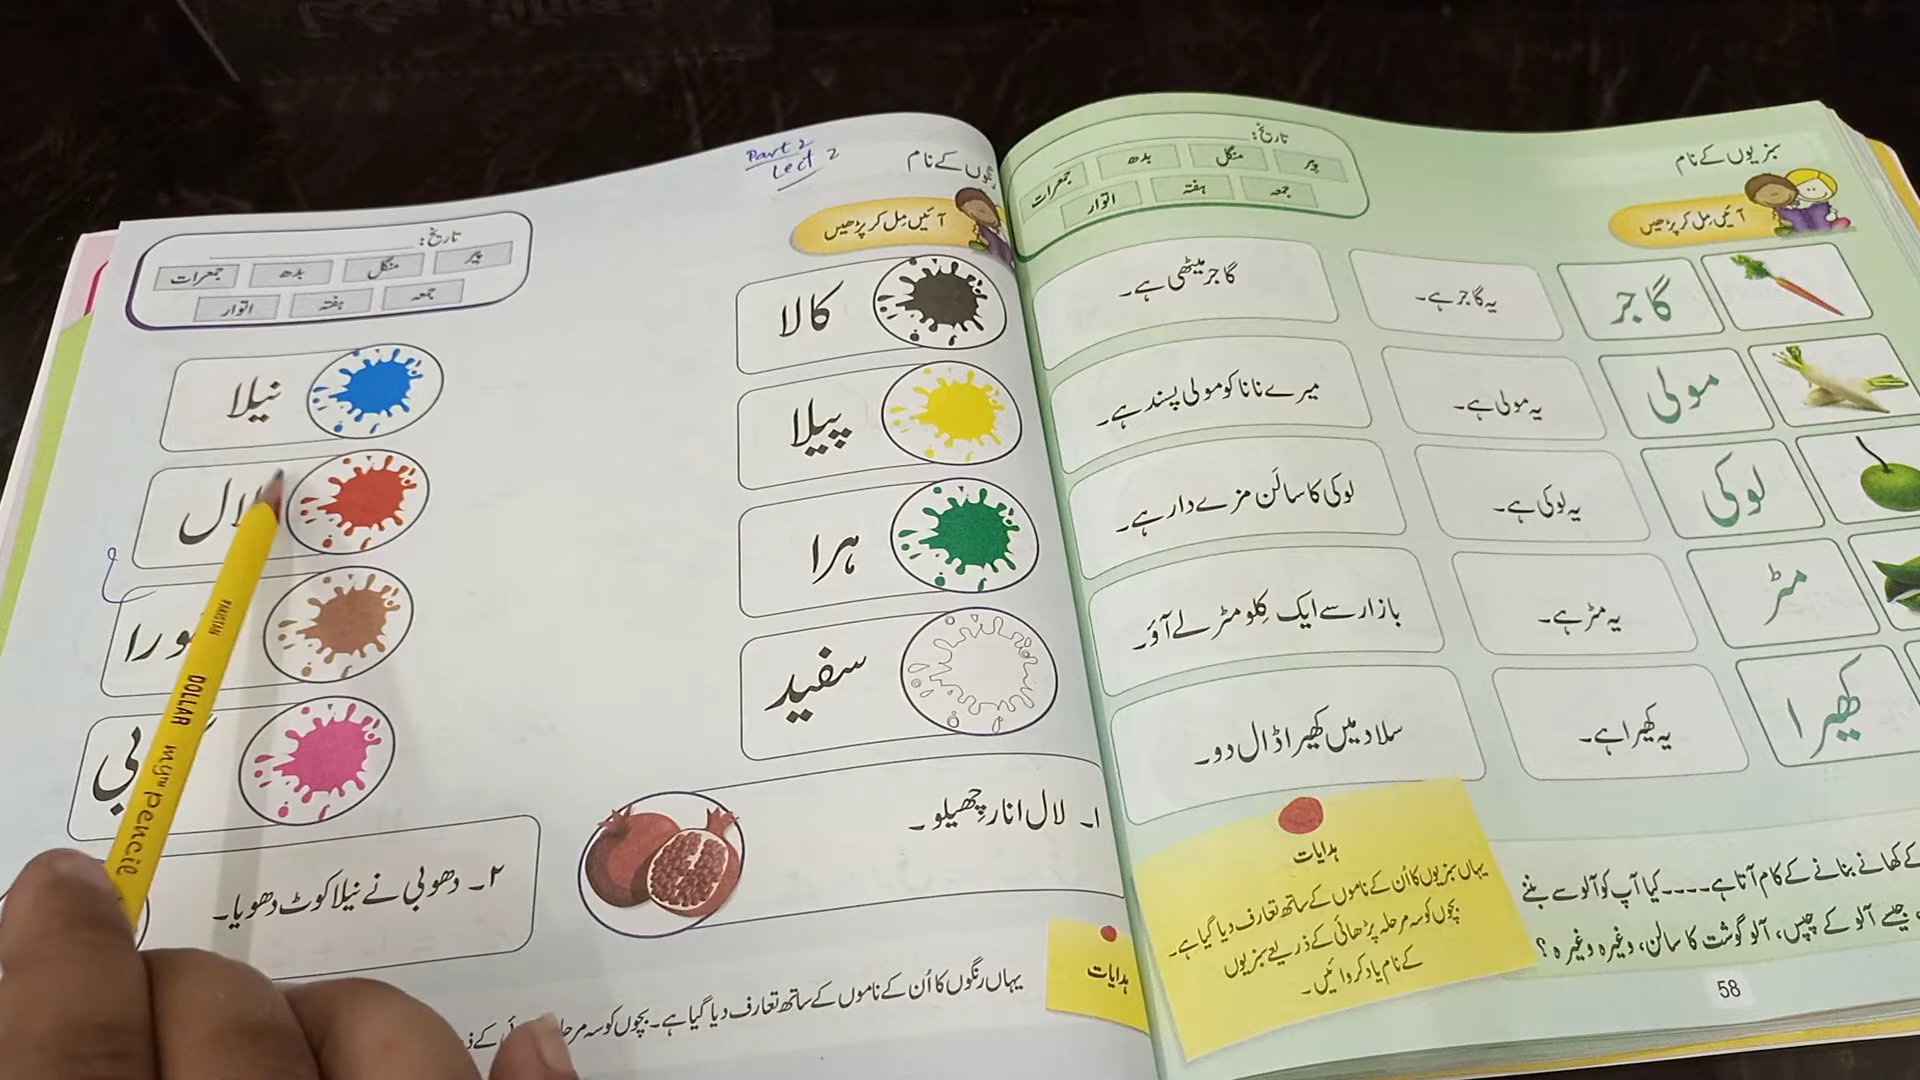 سبزیوں کے نام
تاریخ:
پیر
منگل
بدھ
جمعرات
جمعہ
ہفتہ
اتوار
آئیں مِل کر پڑھیں
گاجر
یہ گاجر ہے۔
گاجر میٹھی ہے۔
مولی
یہ مولی ہے۔
میرے نانا کو مولی پسند ہے۔
لوکی
یہ لوکی ہے۔
لوکی کا سالن مزے دار ہے۔
مٹر
یہ مٹر ہے۔
بازار سے ایک کِلو مٹر لے آؤ۔
کھیرا
یہ کھیرا ہے۔
سلاد میں کھیرا ڈال دو۔
ہدایات
یہاں سبزیوں کا اُن کے ناموں کے ساتھ تعارف دیا گیا ہے۔
بچوں کو سہ مرحلہ پڑھائی کے ذریعے سبزیوں
کے نام یاد کروائیں۔
کے کھانے بنانے کے کام آتا ہے۔۔۔۔ کیا آپ کو آلو سے بننے
جیسے آلو کے چپس، آلو گوشت کا سالن، وغیرہ وغیرہ؟
58
Part 2
Lect 2
کے نام
آئیں مِل کر پڑھیں
تاریخ:
پیر
منگل
بدھ
جمعرات
جمعہ
ہفتہ
اتوار
کالا
نیلا
پیلا
لال
ہرا
سفید
۱۔ لال انار چھیلو۔
۲۔ دھوبی نے نیلا کوٹ دھویا۔
ہدایات
یہاں رنگوں کا اُن کے ناموں کے ساتھ تعارف دیا گیا ہے۔ بچوں کو سہ
DOLLAR
my pencil
PAKISTAN